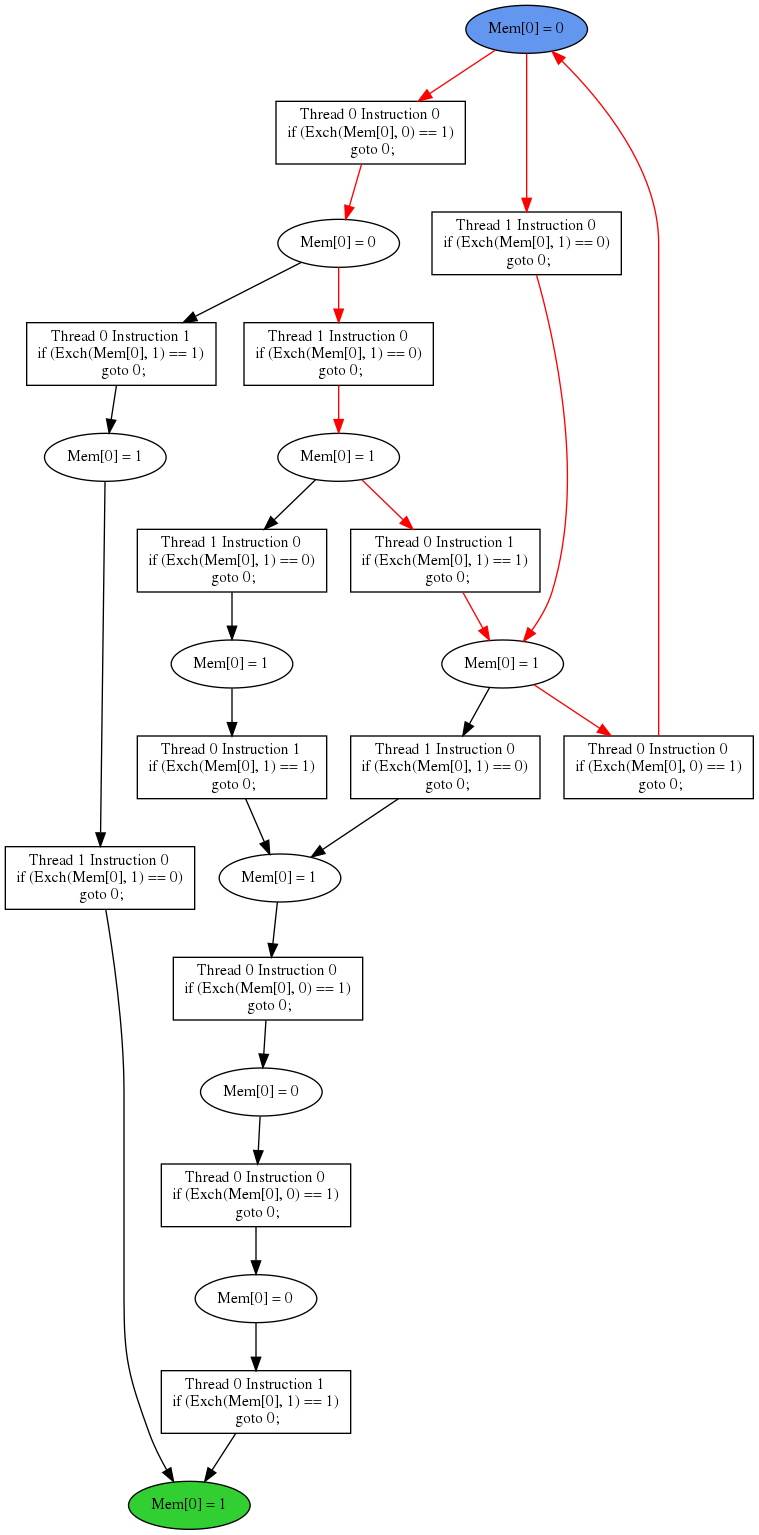 Mem[0] = 0
Thread 0 Instruction 0
if (Exch(Mem[0], 0) == 1)
goto 0;
Thread 1 Instruction 0
if (Exch(Mem[0], 1) == 0)
goto 0;
Mem[0] = 0
Thread 0 Instruction 1
if (Exch(Mem[0], 1) == 1)
goto 0;
Thread 1 Instruction 0
if (Exch(Mem[0], 1) == 0)
goto 0;
Mem[0] = 1
Mem[0] = 1
Thread 1 Instruction 0
if (Exch(Mem[0], 1) == 0)
goto 0;
Thread 0 Instruction 1
if (Exch(Mem[0], 1) == 1)
goto 0;
Mem[0] = 1
Mem[0] = 1
Thread 0 Instruction 1
if (Exch(Mem[0], 1) == 1)
goto 0;
Thread 1 Instruction 0
if (Exch(Mem[0], 1) == 0)
goto 0;
Thread 0 Instruction 0
if (Exch(Mem[0], 0) == 1)
goto 0;
Thread 1 Instruction 0
if (Exch(Mem[0], 1) == 0)
goto 0;
Mem[0] = 1
Thread 0 Instruction 0
if (Exch(Mem[0], 0) == 1)
goto 0;
Mem[0] = 0
Thread 0 Instruction 0
if (Exch(Mem[0], 0) == 1)
goto 0;
Mem[0] = 0
Thread 0 Instruction 1
if (Exch(Mem[0], 1) == 1)
goto 0;
Mem[0] = 1